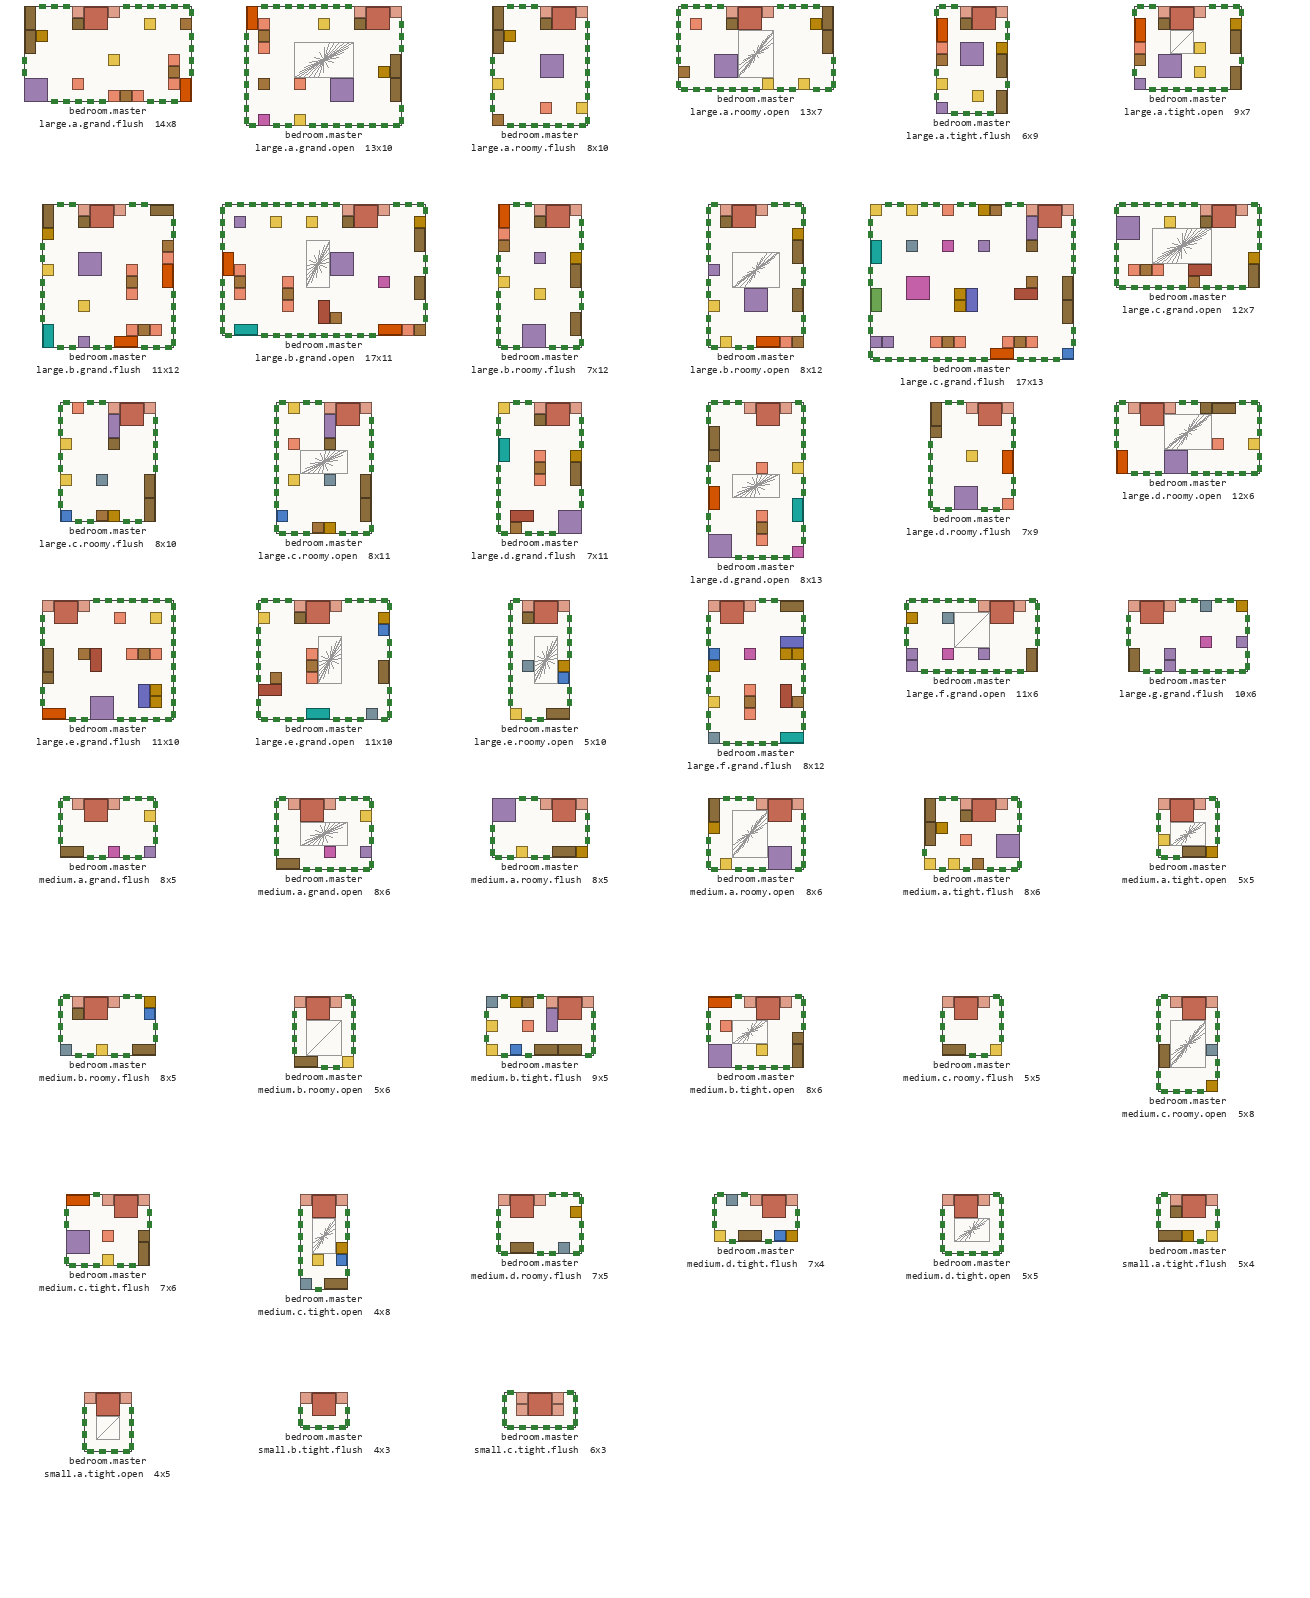 bedroom.master
large.a.grand.flush 14x8
bedroom.master
large.a.grand.open 13x10
bedroom.master
large.a.roomy.flush 8x10
bedroom.master
large.a.roomy.open 13x7
bedroom.master
large.a.tight.flush 6x9
bedroom.master
large.a.tight.open 9x7
bedroom.master
large.b.grand.flush 11x12
bedroom.master
large.b.grand.open 17x11
bedroom.master
large.b.roomy.flush 7x12
bedroom.master
large.b.roomy.open 8x12
bedroom.master
large.c.grand.flush 17x13
bedroom.master
large.c.grand.open 12x7
bedroom.master
large.c.roomy.flush 8x10
bedroom.master
large.c.roomy.open 8x11
bedroom.master
large.d.grand.flush 7x11
bedroom.master
large.d.grand.open 8x13
bedroom.master
large.d.roomy.flush 7x9
bedroom.master
large.d.roomy.open 12x6
bedroom.master
large.e.grand.flush 11x10
bedroom.master
large.e.grand.open 11x10
bedroom.master
large.e.roomy.open 5x10
bedroom.master
large.f.grand.flush 8x12
bedroom.master
large.f.grand.open 11x6
bedroom.master
large.g.grand.flush 10x6
bedroom.master
medium.a.grand.flush 8x5
bedroom.master
medium.a.grand.open 8x6
bedroom.master
medium.a.roomy.flush 8x5
bedroom.master
medium.a.roomy.open 8x6
bedroom.master
medium.a.tight.flush 8x6
bedroom.master
medium.a.tight.open 5x5
bedroom.master
medium.b.roomy.flush 8x5
bedroom.master
medium.b.roomy.open 5x6
bedroom.master
medium.b.tight.flush 9x5
bedroom.master
medium.b.tight.open 8x6
bedroom.master
medium.c.roomy.flush 5x5
bedroom.master
medium.c.roomy.open 5x8
bedroom.master
medium.c.tight.flush 7x6
bedroom.master
medium.c.tight.open 4x8
bedroom.master
medium.d.roomy.flush 7x5
bedroom.master
medium.d.tight.flush 7x4
bedroom.master
medium.d.tight.open 5x5
bedroom.master
small.a.tight.flush 5x4
bedroom.master
small.a.tight.open 4x5
bedroom.master
small.b.tight.flush 4x3
bedroom.master
small.c.tight.flush 6x3